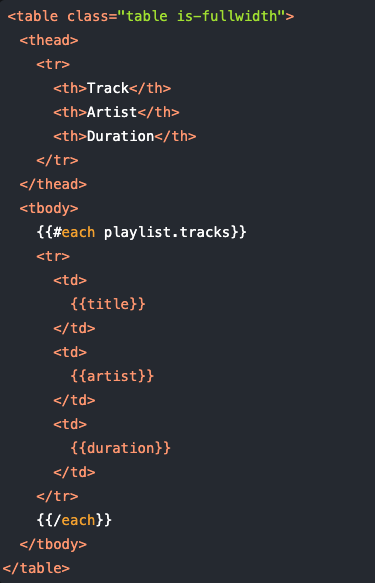 <table class="table is-fullwidth">
  <thead>
    <tr>
      <th>Track</th>
      <th>Artist</th>
      <th>Duration</th>
    </tr>
  </thead>
  <tbody>
    {{#each playlist.tracks}}
    <tr>
      <td>
        {{title}}
      </td>
      <td>
        {{artist}}
      </td>
      <td>
        {{duration}}
      </td>
    </tr>
    {{/each}}
  </tbody>
</table>